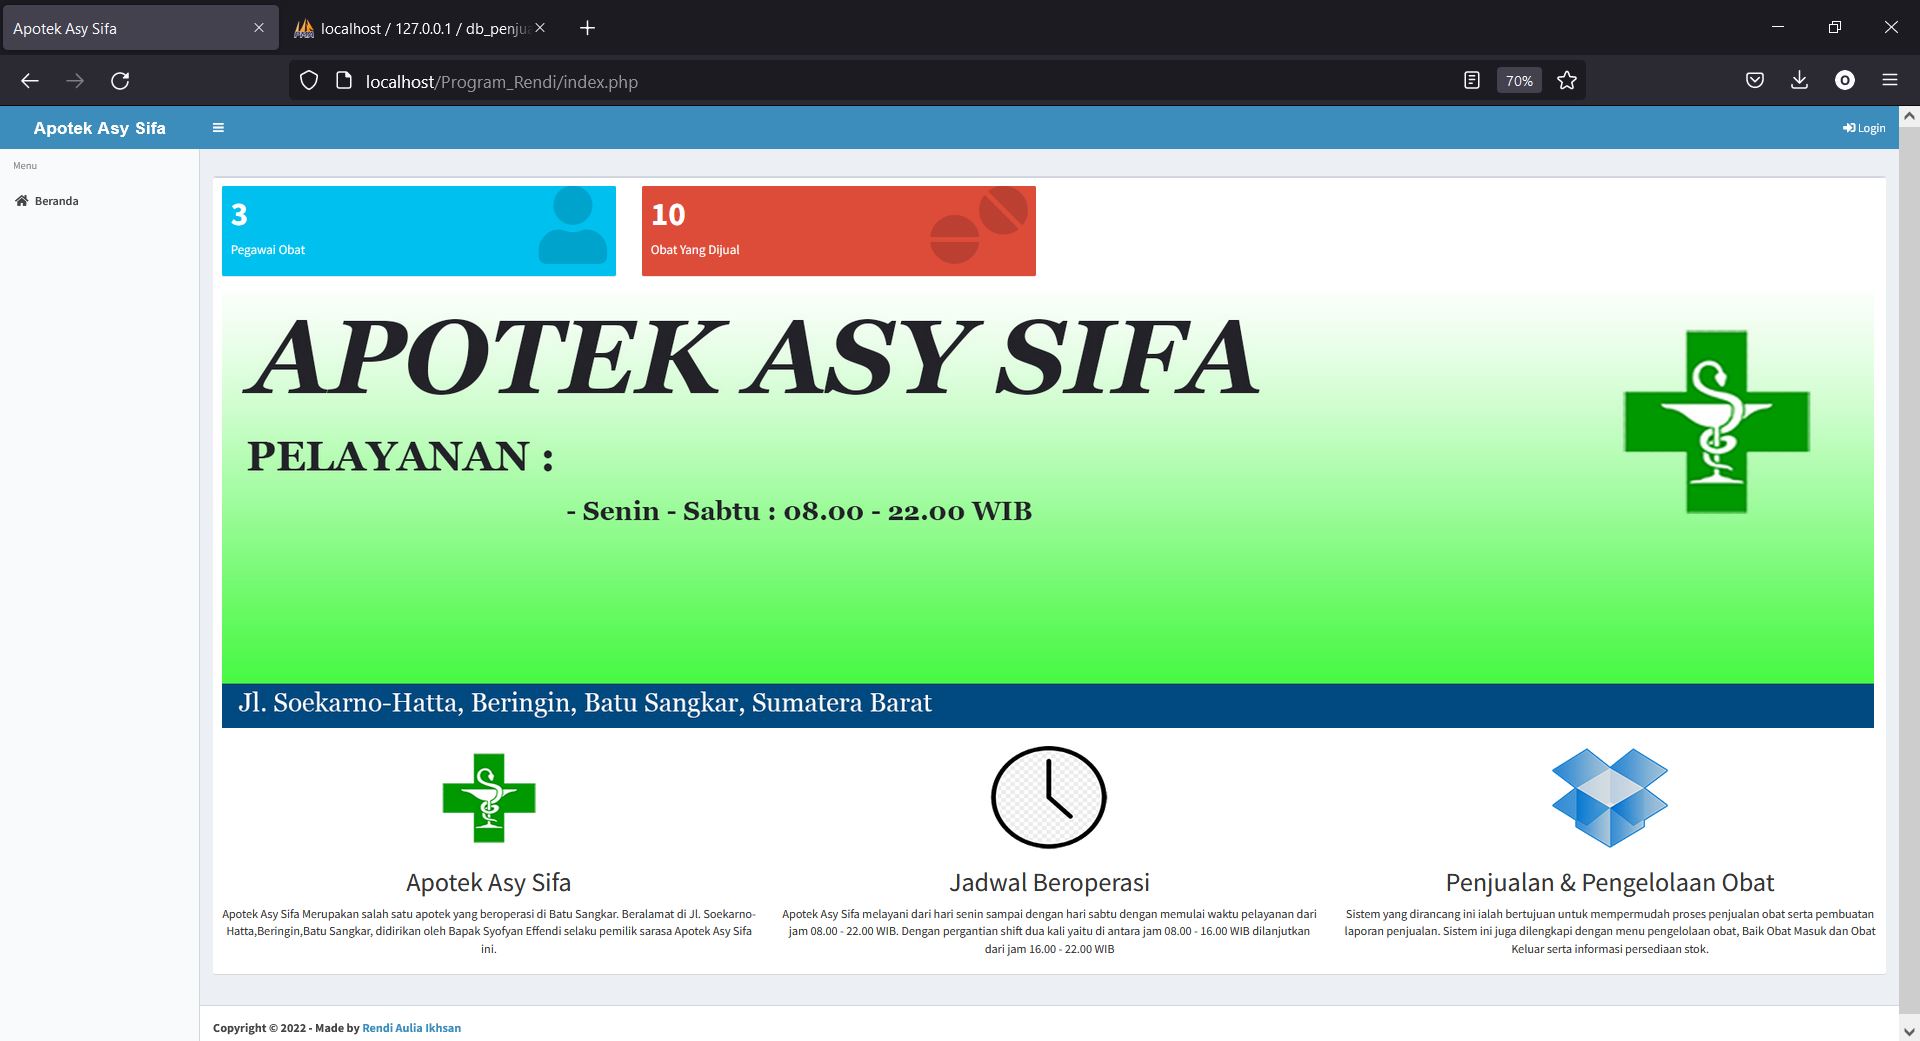 Apotek Asy Sifa
localhost / 127.0.0.1 / db_penjua
localhost/Program_Rendi/index.php
70%
O
Apotek Asy Sifa
Login
Menu
Beranda
3
Pegawai Obat
10
Obat Yang Dijual
APOTEK ASY SIFA
PELAYANAN :
- Senin - Sabtu : 08.00 - 22.00 WIB
Jl. Soekarno-Hatta, Beringin, Batu Sangkar, Sumatera Barat
Apotek Asy Sifa
Apotek Asy Sifa Merupakan salah satu apotek yang beroperasi di Batu Sangkar. Beralamat di Jl. Soekarno-
Hatta,Beringin,Batu Sangkar, didirikan oleh Bapak Syofyan Effendi selaku pemilik sarasa Apotek Asy Sifa
ini.
Jadwal Beroperasi
Apotek Asy Sifa melayani dari hari senin sampai dengan hari sabtu dengan memulai waktu pelayanan dari
jam 08.00 - 22.00 WIB. Dengan pergantian shift dua kali yaitu di antara jam 08.00 - 16.00 WIB dilanjutkan
dari jam 16.00 - 22.00 WIB
Penjualan & Pengelolaan Obat
Sistem yang dirancang ini ialah bertujuan untuk mempermudah proses penjualan obat serta pembuatan
laporan penjualan. Sistem ini juga dilengkapi dengan menu pengelolaan obat, Baik Obat Masuk dan Obat
Keluar serta informasi persediaan stok.
Copyright © 2022 - Made by Rendi Aulia Ikhsan